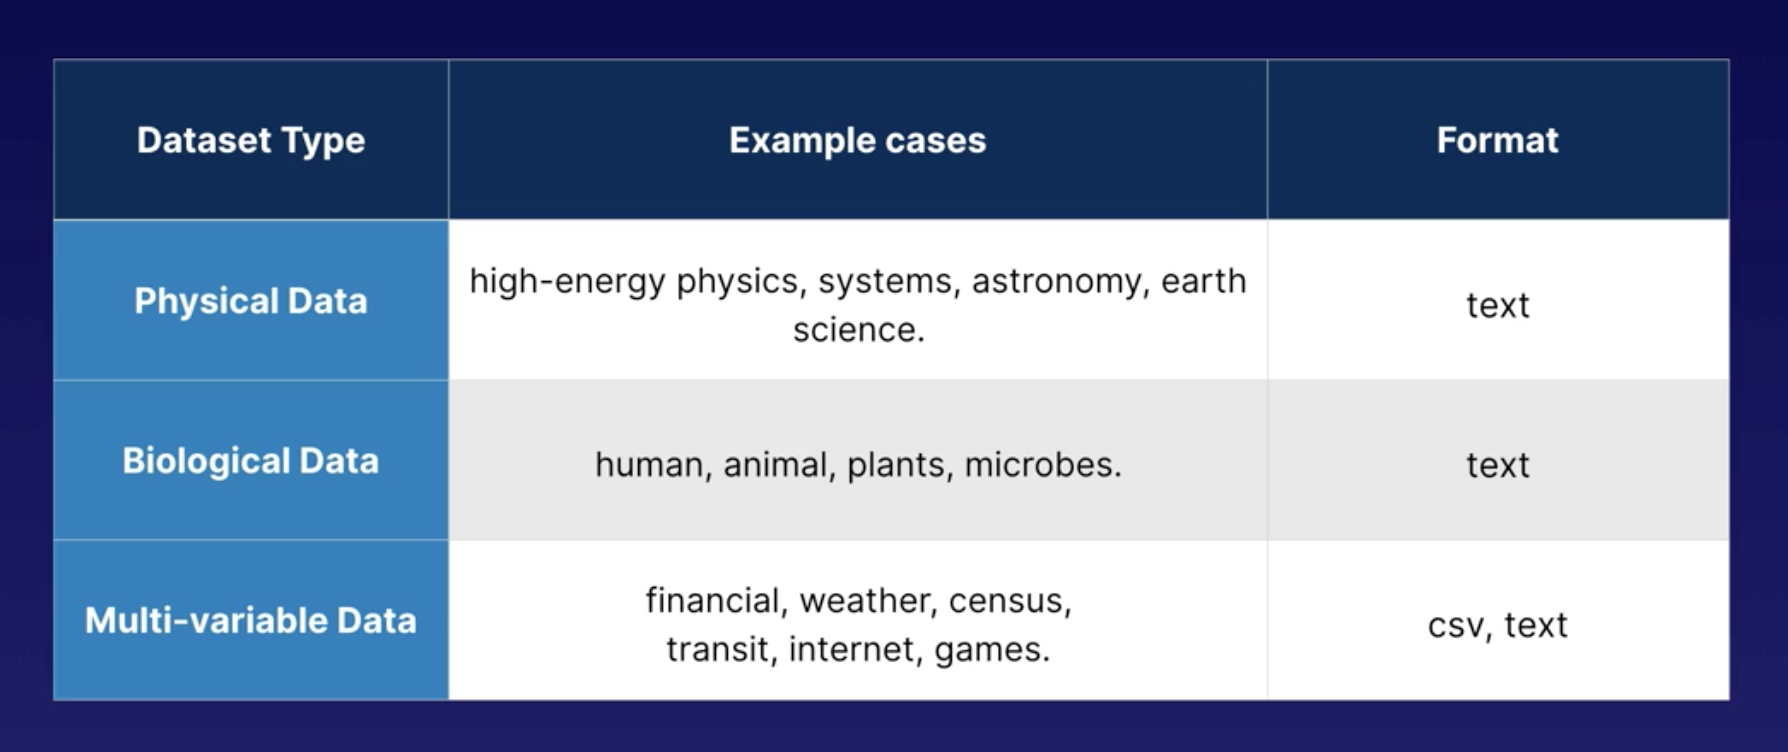 Dataset Type
Example cases
Format
Physical Data
high-energy physics, systems, astronomy, earth
science.
text
Biological Data
human, animal, plants, microbes.
text
Multi-variable Data
financial, weather, census,
transit, internet, games.
csv, text